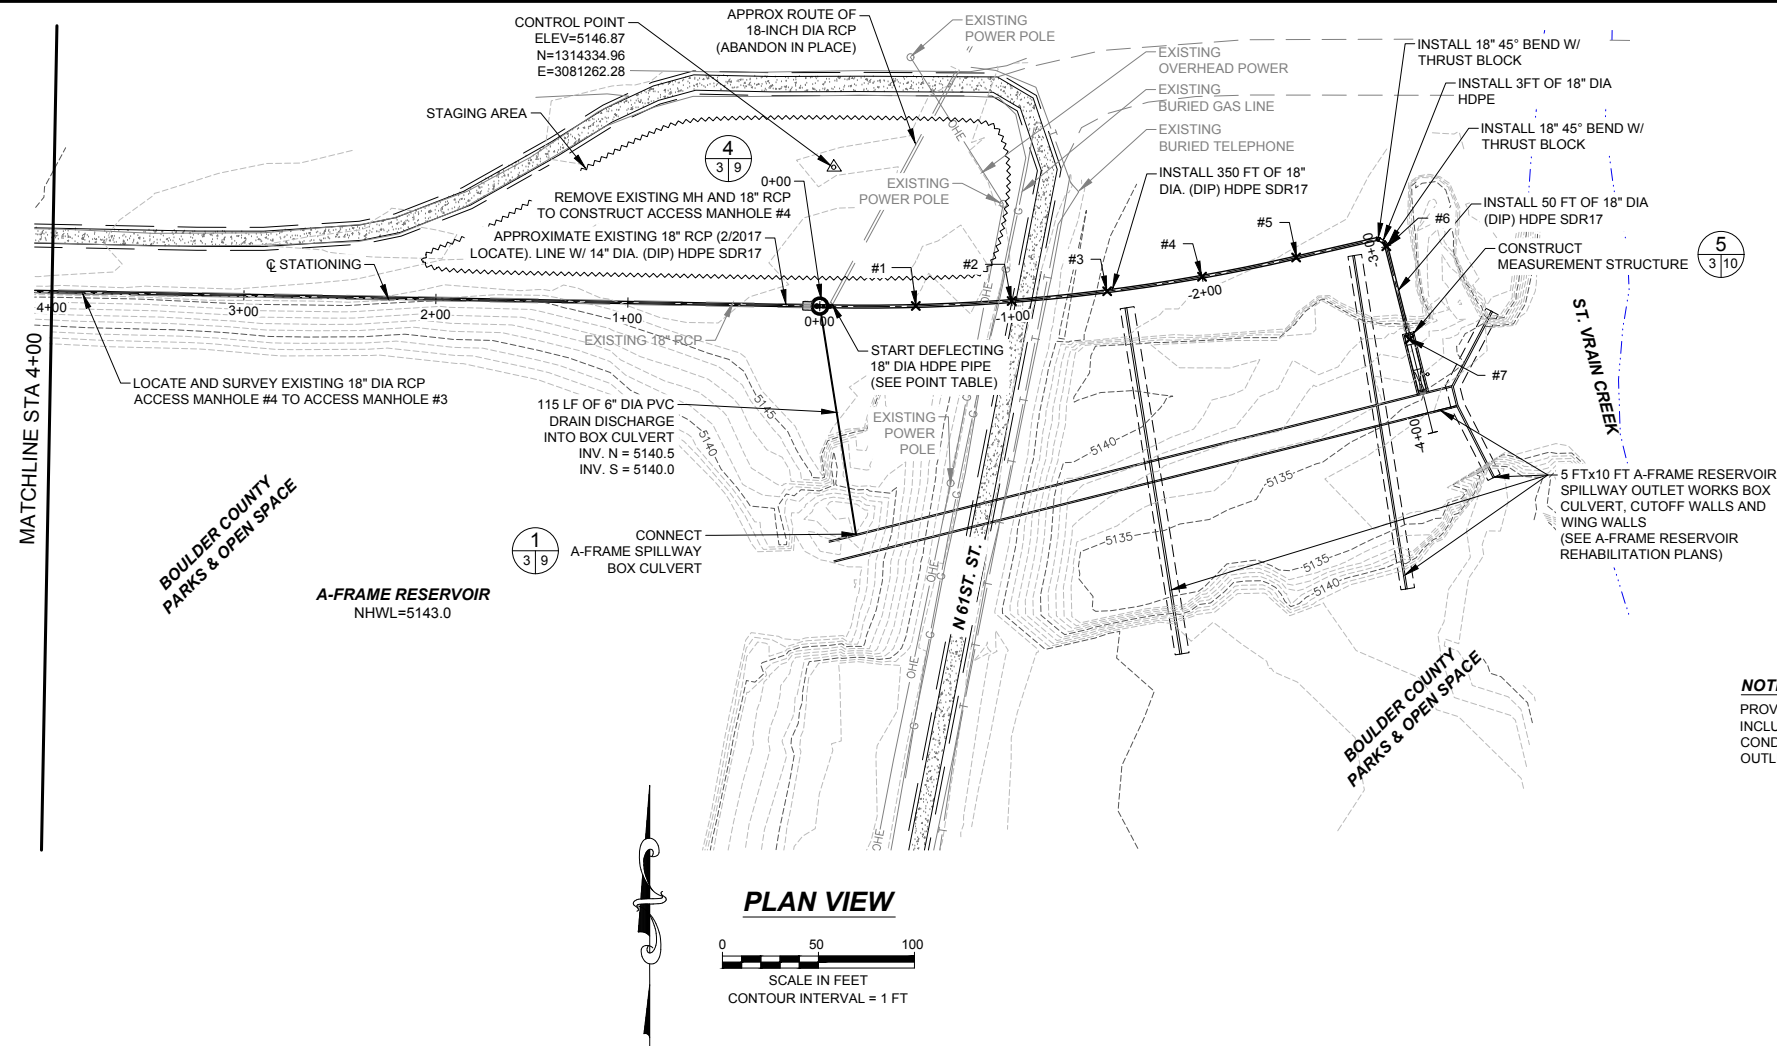 CONTROL POINT
ELEV=5146.87
N=1314334.96
E=3081262.28
APPROX ROUTE OF
18-INCH DIA RCP
(ABANDON IN PLACE)
EXISTING
POWER POLE
EXISTING
OVERHEAD POWER
EXISTING
BURIED GAS LINE
EXISTING
BURIED TELEPHONE
INSTALL 18" 45° BEND W/
THRUST BLOCK
INSTALL 3FT OF 18" DIA
HDPE
INSTALL 18" 45° BEND W/
THRUST BLOCK
STAGING AREA
4
3 9
0+00
REMOVE EXISTING MH AND 18" RCP
TO CONSTRUCT ACCESS MANHOLE #4
EXISTING
POWER POLE
INSTALL 350 FT OF 18"
DIA. (DIP) HDPE SDR17
INSTALL 50 FT OF 18" DIA
(DIP) HDPE SDR17
APPROXIMATE EXISTING 18" RCP (2/2017
LOCATE). LINE W/ 14" DIA. (DIP) HDPE SDR17
CONSTRUCT
MEASUREMENT STRUCTURE
5
3 10
℄ STATIONING
#1
#2
#3
#4
#5
#6
#7
4+00
3+00
2+00
1+00
0+00
-1+00
-2+00
-3+00
-4+00
EXISTING 18" RCP
MATCHLINE STA 4+00
LOCATE AND SURVEY EXISTING 18" DIA RCP
ACCESS MANHOLE #4 TO ACCESS MANHOLE #3
START DEFLECTING
18" DIA HDPE PIPE
(SEE POINT TABLE)
115 LF OF 6" DIA PVC
DRAIN DISCHARGE
INTO BOX CULVERT
INV. N = 5140.5
INV. S = 5140.0
EXISTING
POWER
POLE
5145
5140
5140
5135
5135
5135
5140
ST. VRAIN CREEK
5 FTx10 FT A-FRAME RESERVOIR
SPILLWAY OUTLET WORKS BOX
CULVERT, CUTOFF WALLS AND
WING WALLS
(SEE A-FRAME RESERVOIR
REHABILITATION PLANS)
BOULDER COUNTY
PARKS & OPEN SPACE
1
3 9
CONNECT
A-FRAME SPILLWAY
BOX CULVERT
A-FRAME RESERVOIR
NHWL=5143.0
N 61ST. ST.
OHE
OHE
OHE
OHE
OHE
G
G
G
G
G
G
T
T
T
T
BOULDER COUNTY
PARKS & OPEN SPACE
PLAN VIEW
0 50 100
SCALE IN FEET
CONTOUR INTERVAL = 1 FT